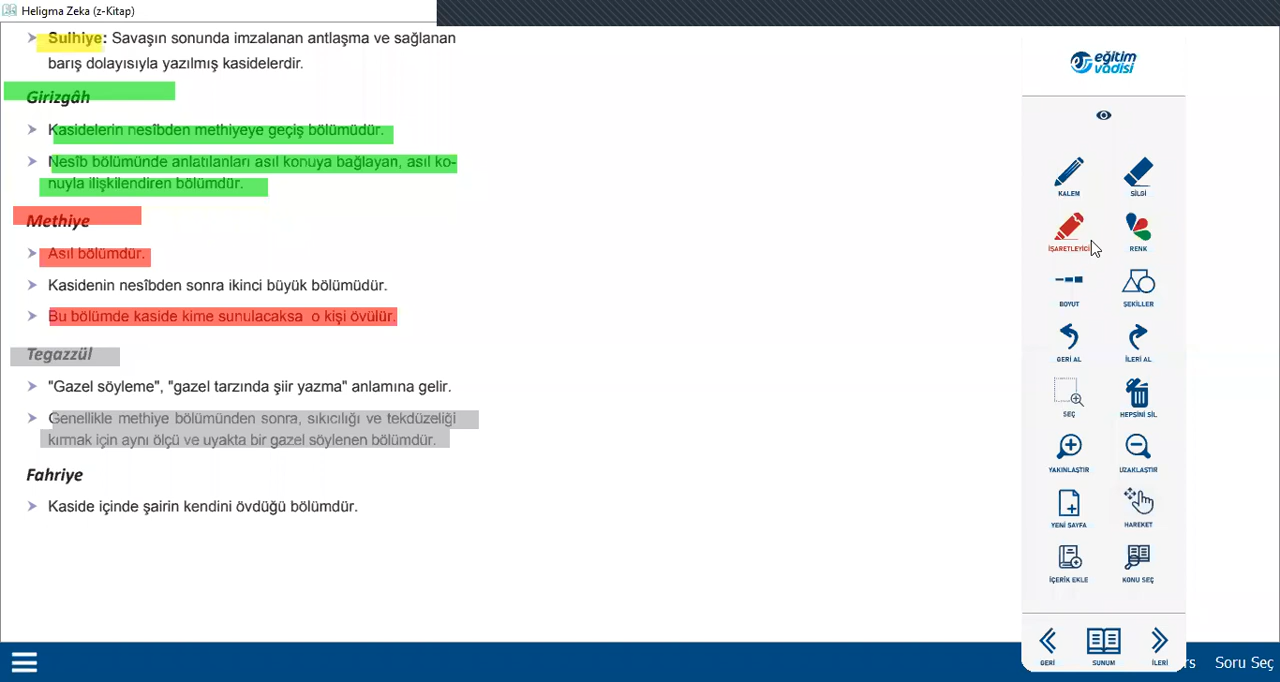 Heligma Zeka (z-Kitap)
Sulhiye: Savaşın sonunda imzalanan antlaşma ve sağlanan
barış dolayısıyla yazılmış kasidelerdir.
Girizgâh
Kasidelerin nesîbden methiyeye geçiş bölümüdür.
Nesîb bölümünde anlatılanları asıl konuya bağlayan, asıl ko-
nuyla ilişkilendiren bölümdür.
Methiye
Asıl bölümdür.
Kasidenin nesîbden sonra ikinci büyük bölümüdür.
Bu bölümde kaside kime sunulacaksa o kişi övülür.
Tegazzül
"Gazel söyleme", "gazel tarzında şiir yazma" anlamına gelir.
Genellikle methiye bölümünden sonra, sıkıcılığı ve tekdüzeliği
kırmak için aynı ölçü ve uyakta bir gazel söylenen bölümdür.
Fahriye
Kaside içinde şairin kendini övdüğü bölümdür.
eğitim
vadisi
KALEM SİLGİ
İŞARETLEYİCİ RENK
BOYUT ŞEKİLLER
GERİ AL İLERİ AL
SEÇ HEPSİNİ SİL
YAKINLAŞTIR UZAKLAŞTIR
YENİ SAYFA HAREKET
İÇERİK EKLE KONU SEÇ
GERİ SUNUM İLERİ
rs Soru Seç